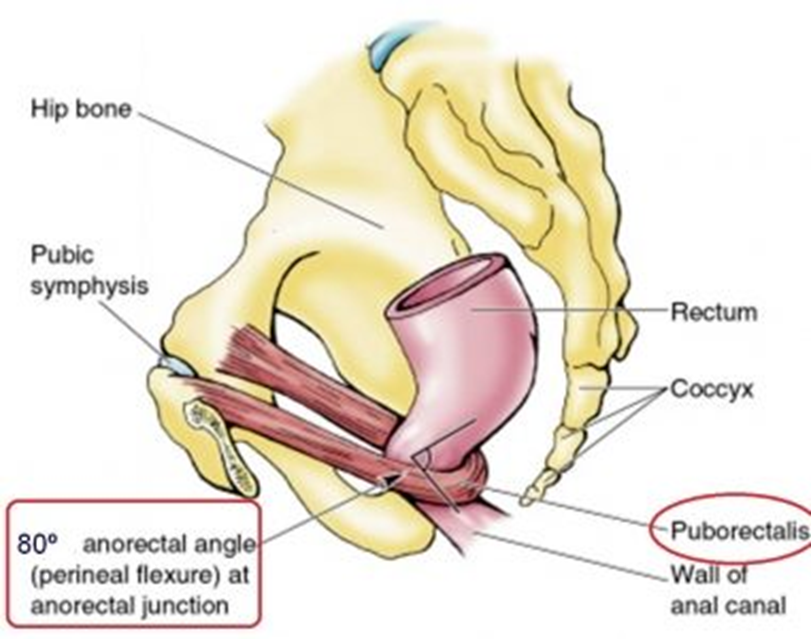 Hip bone
Pubic
symphysis
Rectum
Coccyx
80º anorectal angle
(perineal flexure) at
anorectal junction
Puborectalis
Wall of
anal canal